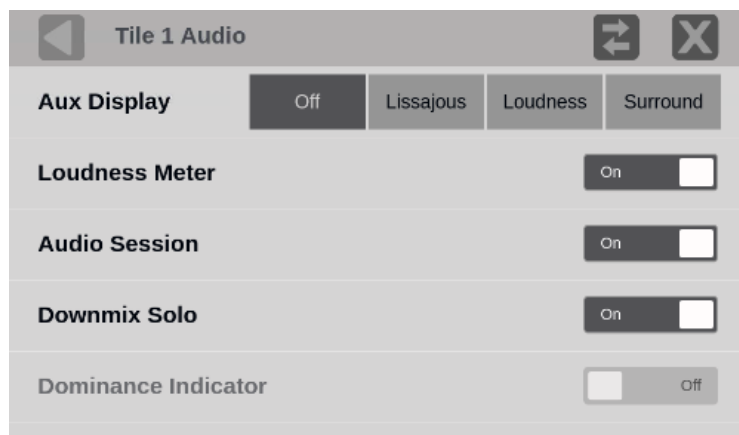 Tile 1 Audio
Aux Display Off Lissajous Loudness Surround
Loudness Meter On
Audio Session On
Downmix Solo On
Dominance Indicator Off